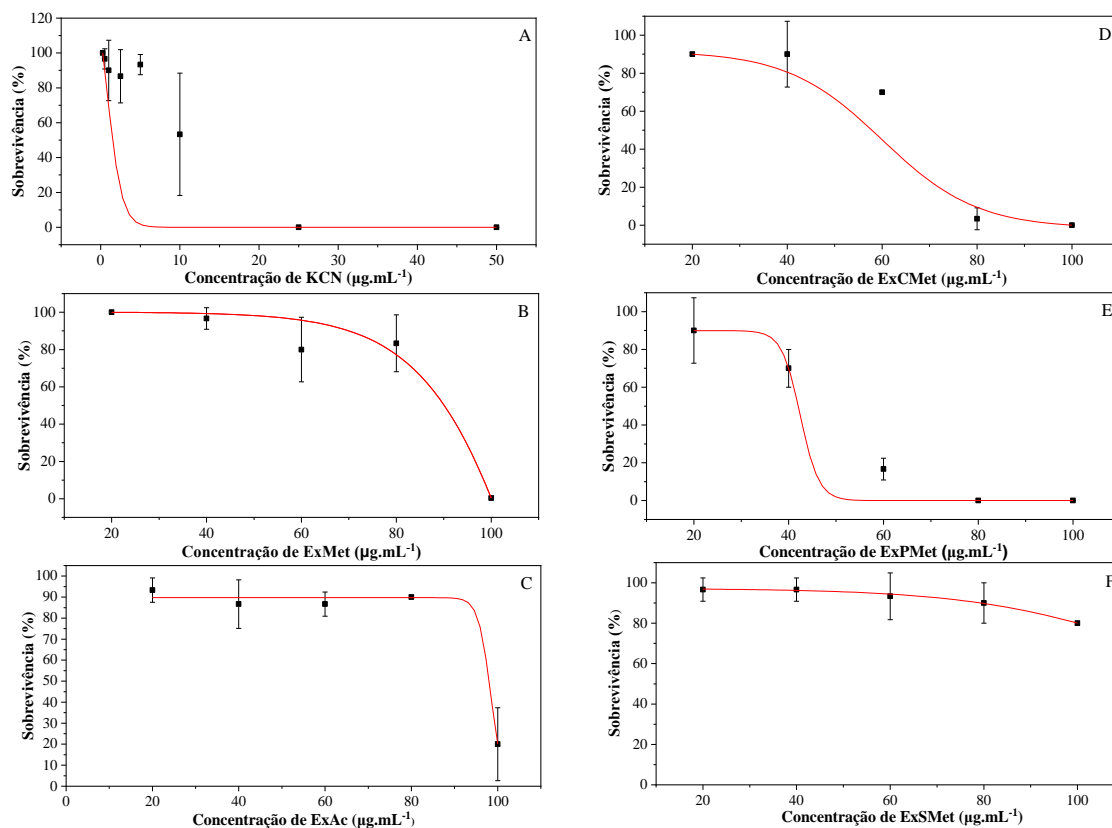 A
Sobrevivência (%)
120
100
80
60
40
20
0
0 10 20 30 40 50
Concentração de KCN (µg.mL-1)
B
Sobrevivência (%)
100
80
60
40
20
0
20 40 60 80 100
Concentração de ExMet (µg.mL-1)
C
Sobrevivência (%)
100
90
80
70
60
50
40
30
20
10
0
0 20 40 60 80 100
Concentração de ExAc (µg.mL-1)
D
Sobrevivência (%)
100
80
60
40
20
0
20 40 60 80 100
Concentração de ExCMet (µg.mL-1)
E
Sobrevivência (%)
100
80
60
40
20
0
20 40 60 80 100
Concentração de ExPMet (µg.mL-1)
F
Sobrevivência (%)
100
80
60
40
20
0
20 40 60 80 100
Concentração de ExSMet (µg.mL-1)